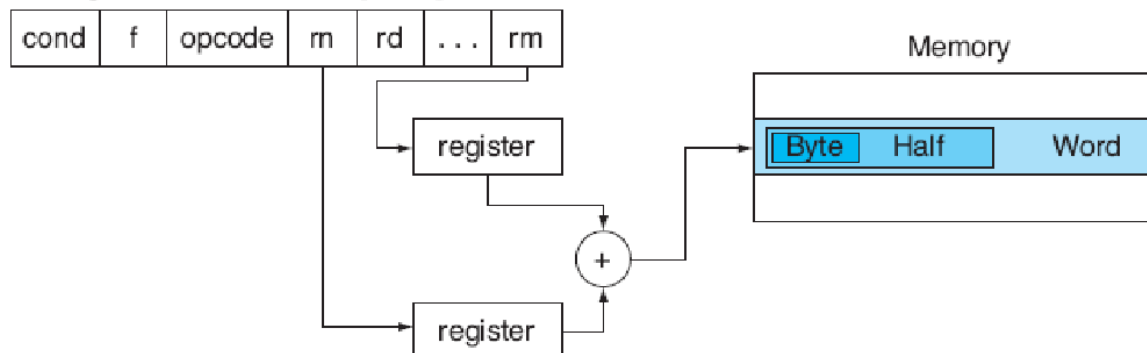 cond f opcode rn rd . . . rm
Memory
register
Byte Half Word
+
register